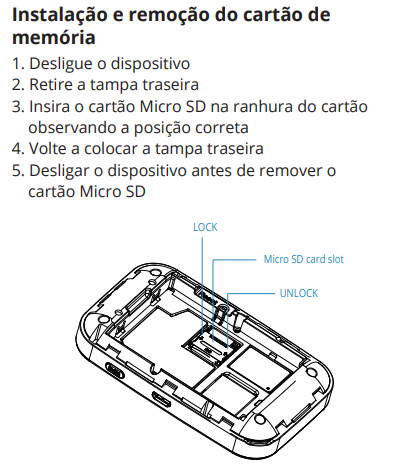 Instalação e remoção do cartão de
memória
1. Desligue o dispositivo
2. Retire a tampa traseira
3. Insira o cartão Micro SD na ranhura do cartão
observando a posição correta
4. Volte a colocar a tampa traseira
5. Desligar o dispositivo antes de remover o
cartão Micro SD
LOCK
Micro SD card slot
UNLOCK